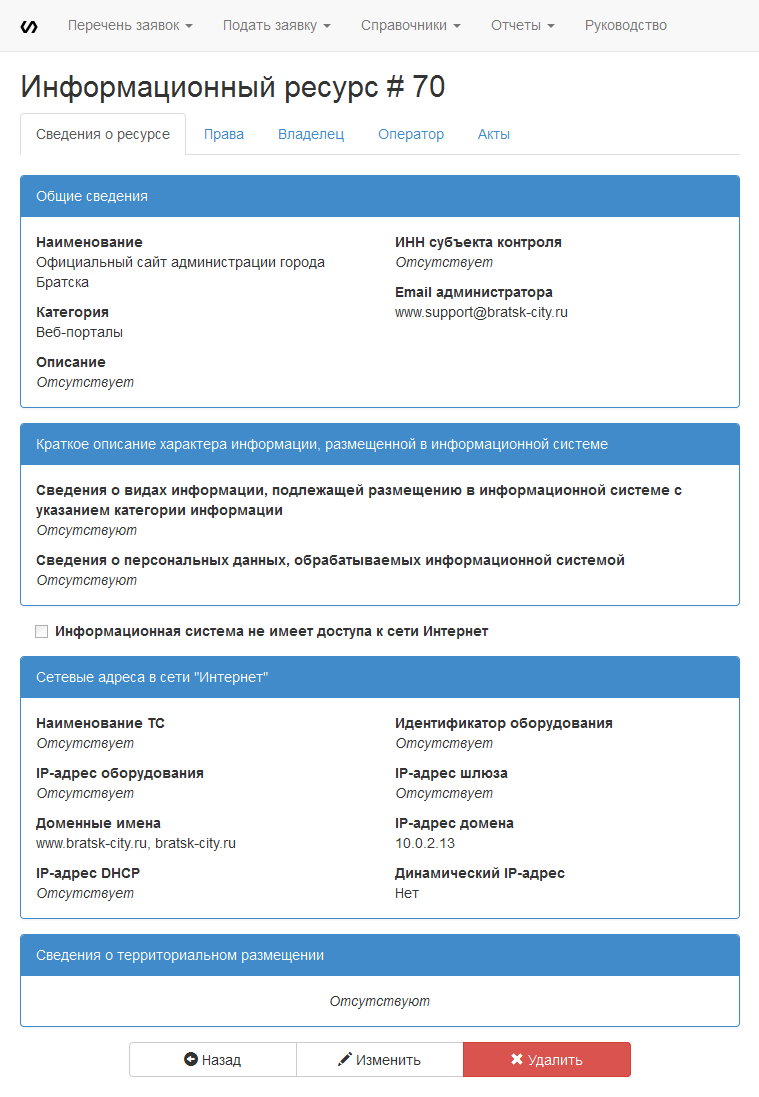 Перечень заявок Подать заявку Справочники Отчеты Руководство
Информационный ресурс # 70
Сведения о ресурсе Права Владелец Оператор Акты
Общие сведения
Наименование
Официальный сайт администрации города
Братска
Категория
Веб-порталы
Описание
Отсутствует
ИНН субъекта контроля
Отсутствует
Email администратора
www.support@bratsk-city.ru
Краткое описание характера информации, размещенной в информационной системе
Сведения о видах информации, подлежащей размещению в информационной системе с
указанием категории информации
Отсутствуют
Сведения о персональных данных, обрабатываемых информационной системой
Отсутствуют
Информационная система не имеет доступа к сети Интернет
Сетевые адреса в сети "Интернет"
Наименование ТС
Отсутствует
Идентификатор оборудования
Отсутствует
IP-адрес оборудования
Отсутствует
IP-адрес шлюза
Отсутствует
Доменные имена
www.bratsk-city.ru, bratsk-city.ru
IP-адрес домена
10.0.2.13
IP-адрес DHCP
Отсутствует
Динамический IP-адрес
Нет
Сведения о территориальном размещении
Отсутствуют
Назад Изменить Удалить